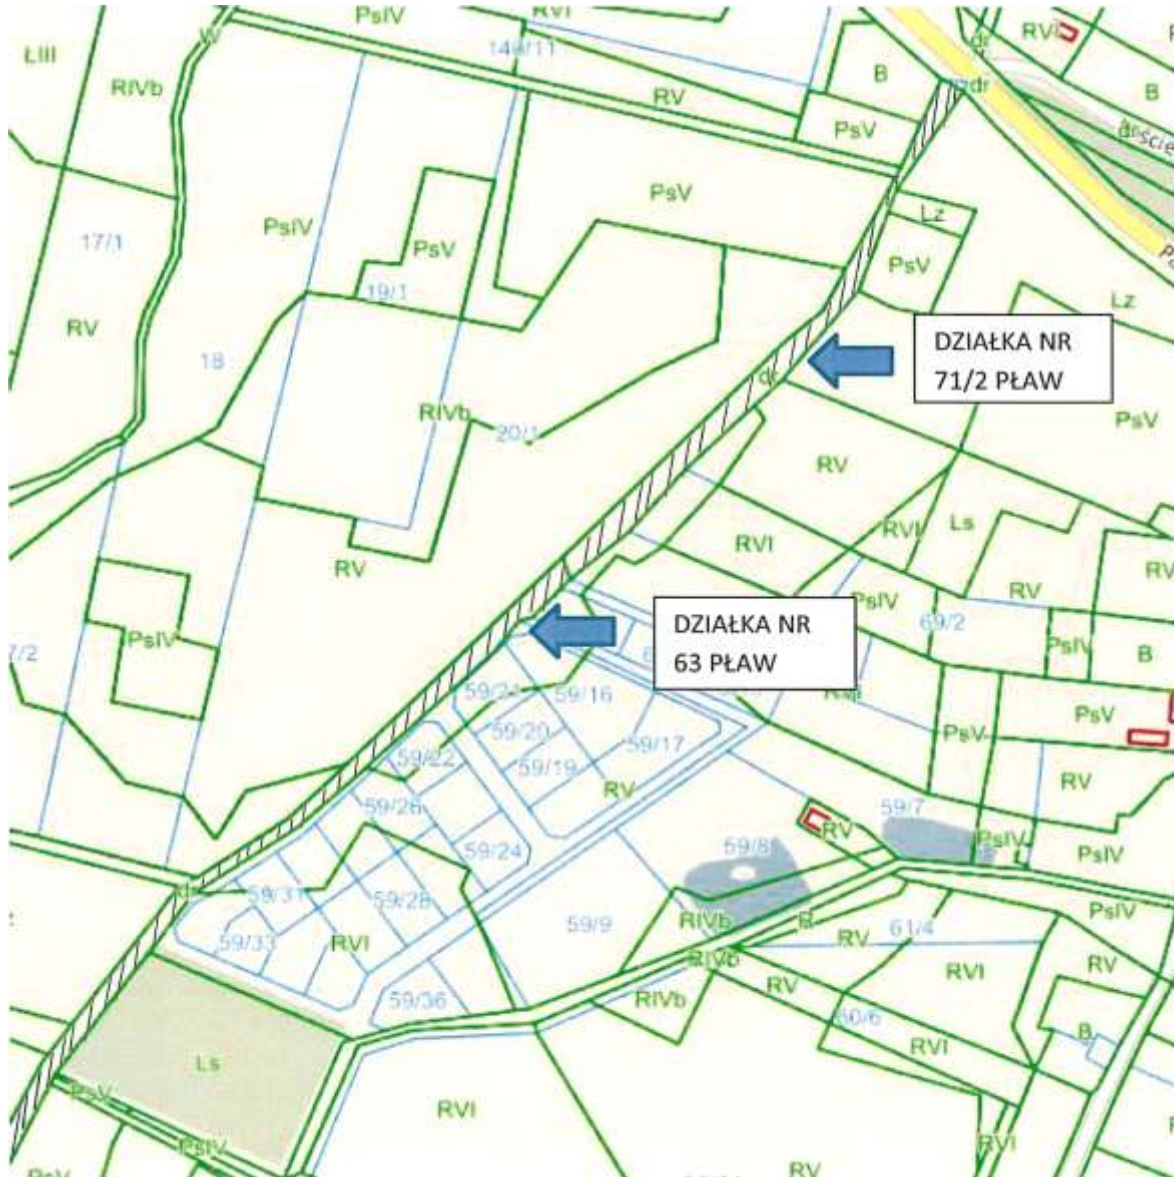 PsIV
RVI
W
ŁIII
dr
RVI
149/11
RIVb
B
dr
B
RV
PsV
PsV
Lz
17/1
PsIV
PsV
PsV
19/1
Lz
RV
18
DZIAŁKA NR
71/2 PŁAW
dr
RIVb
PsV
20/1
RV
RVI
Ls
RVI
RV
RV
RV
PsIV
69/2
DZIAŁKA NR
63 PŁAW
PsIV
7/2
PsIV
B
59/21
59/16
RVI
PsV
59/20
PsV
59/17
59/22
59/19
RV
RV
59/26
59/7
RV
PsIV
59/24
59/8
PsIV
59/31
59/28
PsIV
59/9
RIVb
R
61/4
59/33
RVI
RV
RIVb
RV
RVI
RV
59/36
RIVb
60/6
B
RVI
Ls
PsV
RVI
PsIV
RVI
PsV
RV